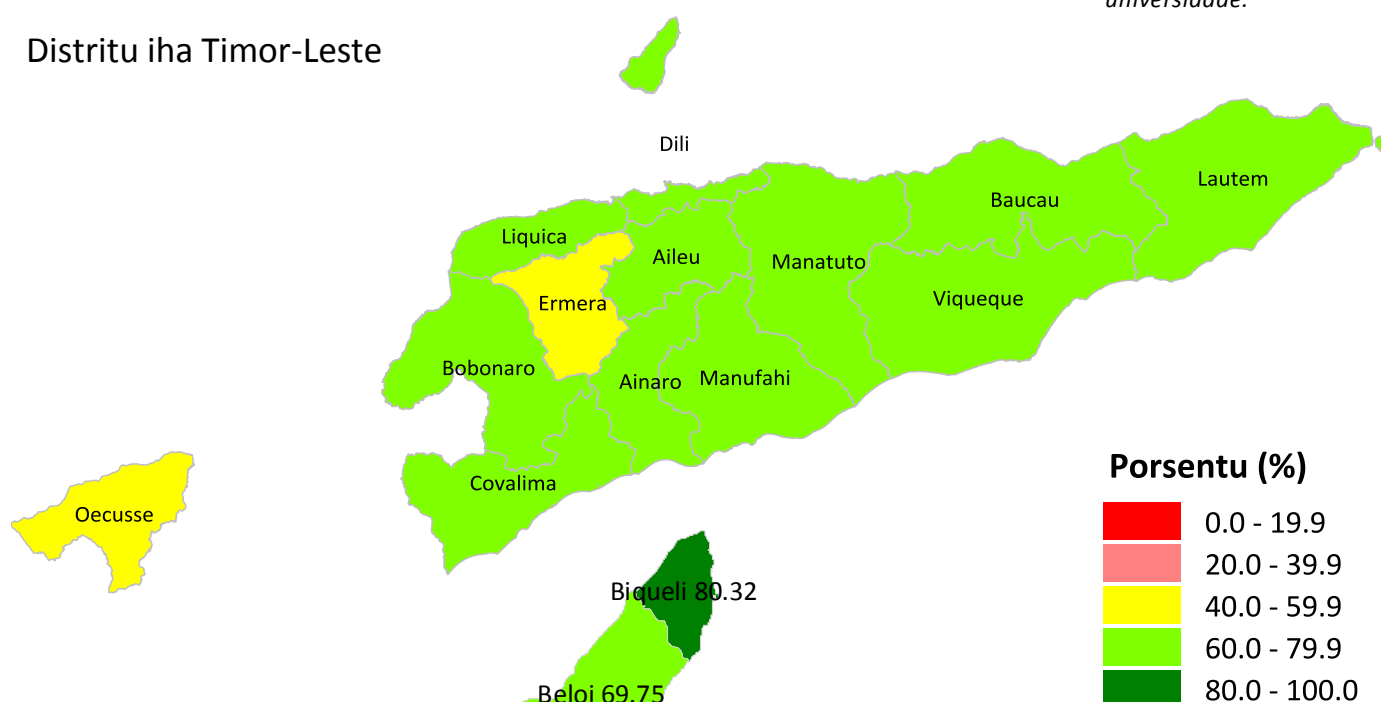 universidade.
Distritu iha Timor-Leste
Dili
Lautem
Baucau
Liquica
Aileu
Manatuto
Viqueque
Ermera
Bobonaro
Ainaro
Manufahi
Covalima
Oecusse
Porsentu (%)
0.0 - 19.9
20.0 - 39.9
40.0 - 59.9
60.0 - 79.9
80.0 - 100.0
Biqueli 80.32
Beloi 69.75